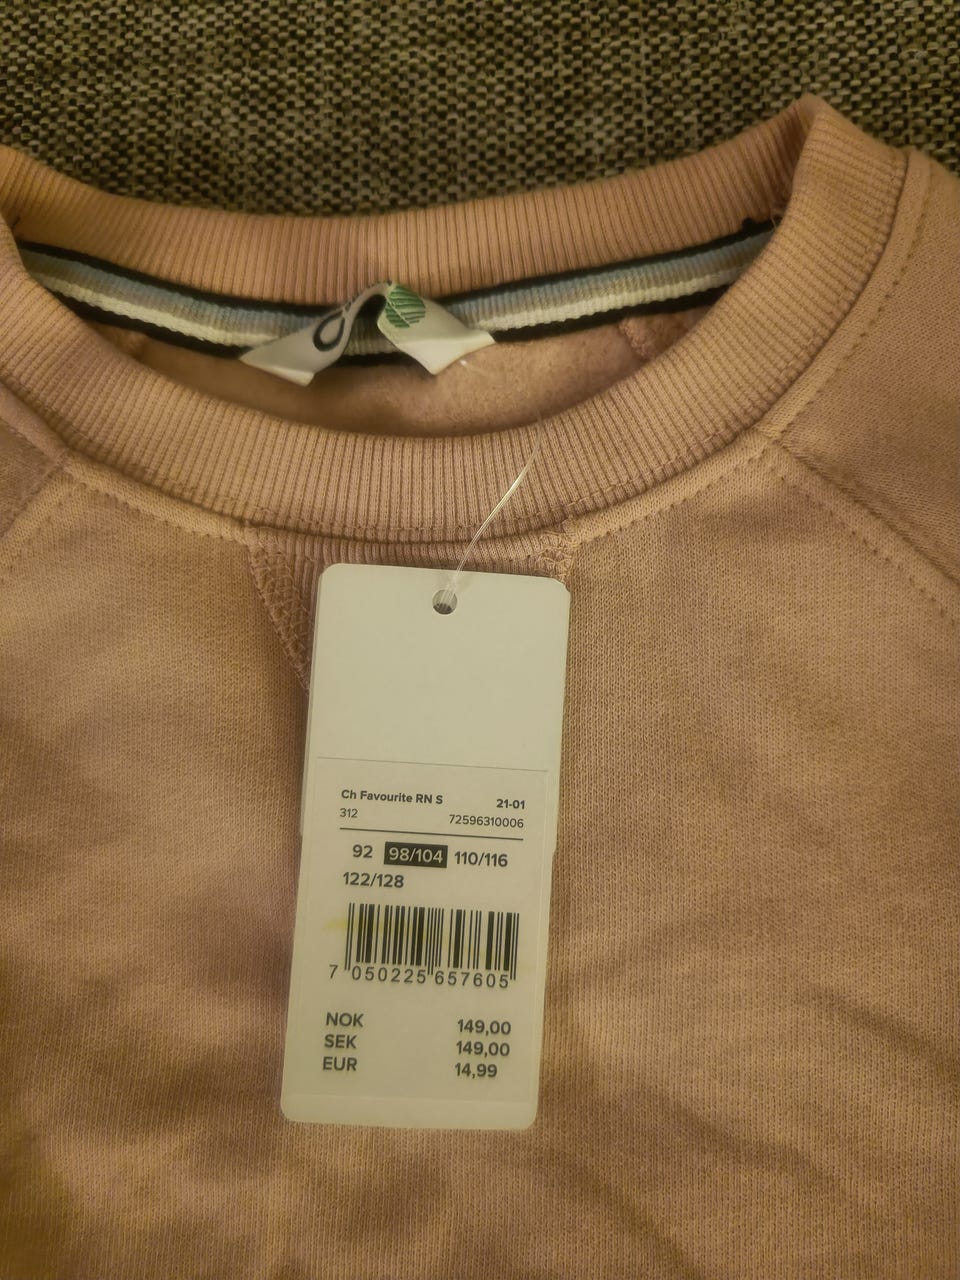 Ch Favourite RN S 21-01
312 72596310006
92 98/104 110/116
122/128
7 050225 657605
NOK 149,00
SEK 149,00
EUR 14,99